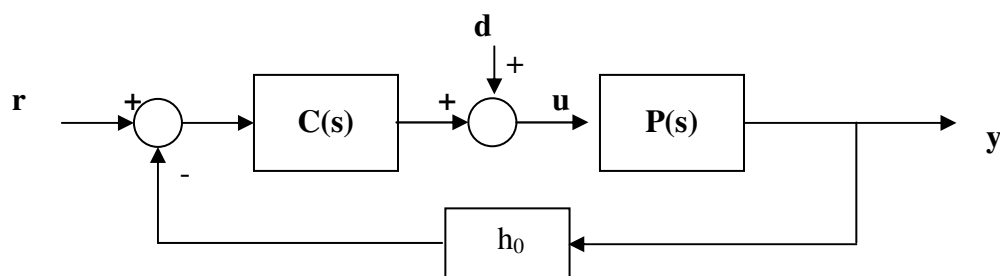 d
+
r
+
C(s)
+
u
P(s)
y
-
h₀